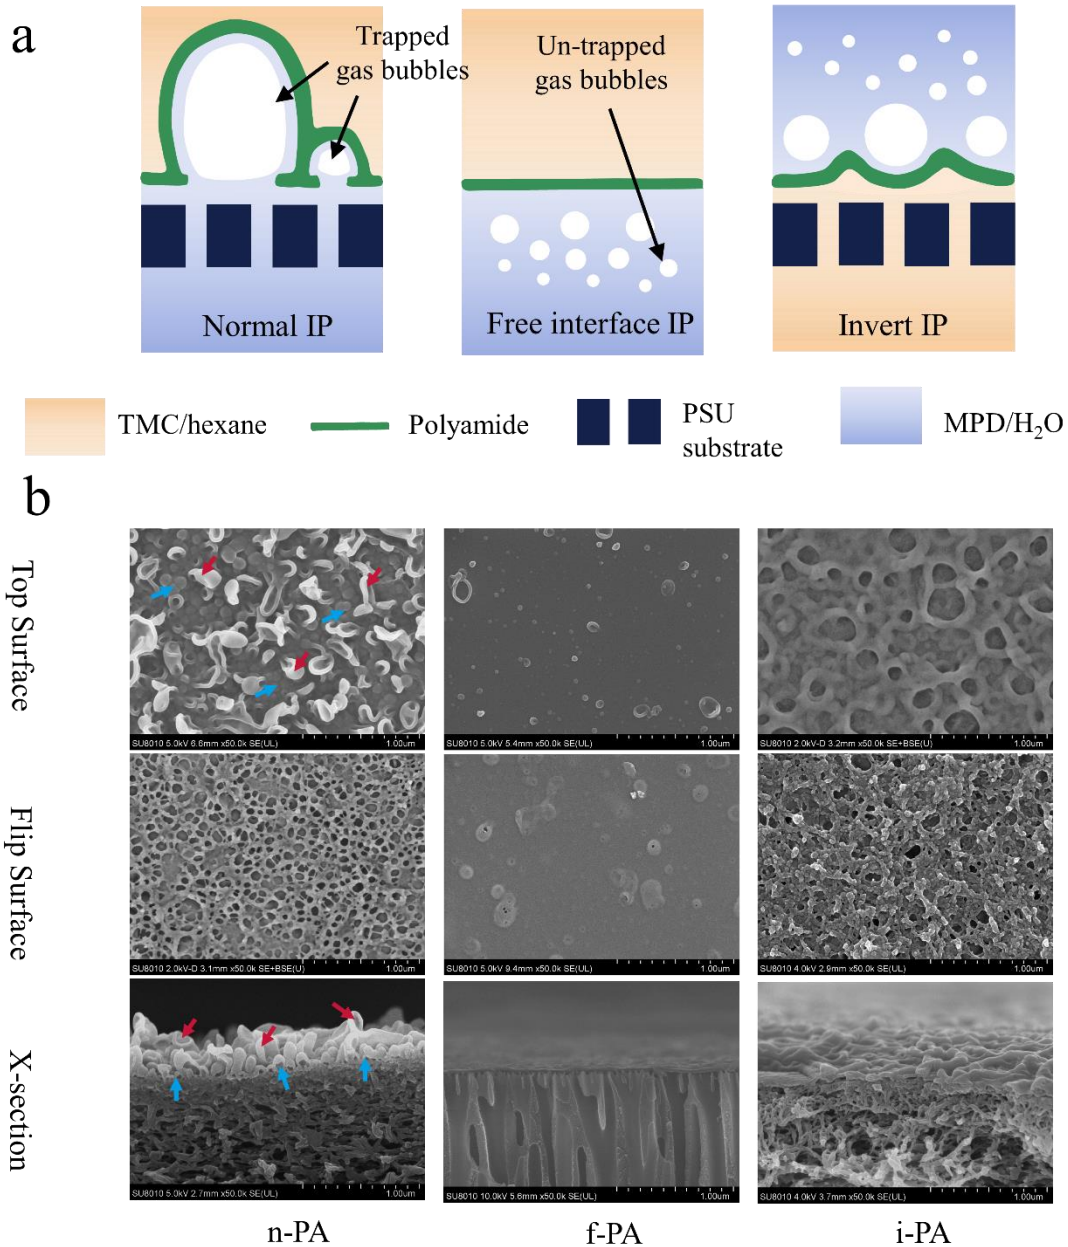 a
Trapped
gas bubbles
Un-trapped
gas bubbles
Normal IP
Free interface IP
Invert IP
TMC/hexane
Polyamide
PSU
substrate
MPD/H₂O
b
Top Surface
SU8010 5.0kV 6.6mm x50.0k SE(UL) 1.00um
SU8010 5.0kV 5.4mm x50.0k SE(UL) 1.00um
SU8010 2.0kV-D 3.2mm x50.0k SE+BSE(U) 1.00um
Flip Surface
SU8010 2.0kV-D 3.1mm x50.0k SE+BSE(U) 1.00um
SU8010 5.0kV 9.4mm x50.0k SE(UL) 1.00um
SU8010 4.0kV 2.9mm x50.0k SE(UL) 1.00um
X-section
SU8010 5.0kV 2.7mm x50.0k SE(UL) 1.00um
SU8010 10.0kV 5.6mm x50.0k SE(UL) 1.00um
SU8010 4.0kV 3.7mm x50.0k SE(UL) 1.00um
n-PA
f-PA
i-PA